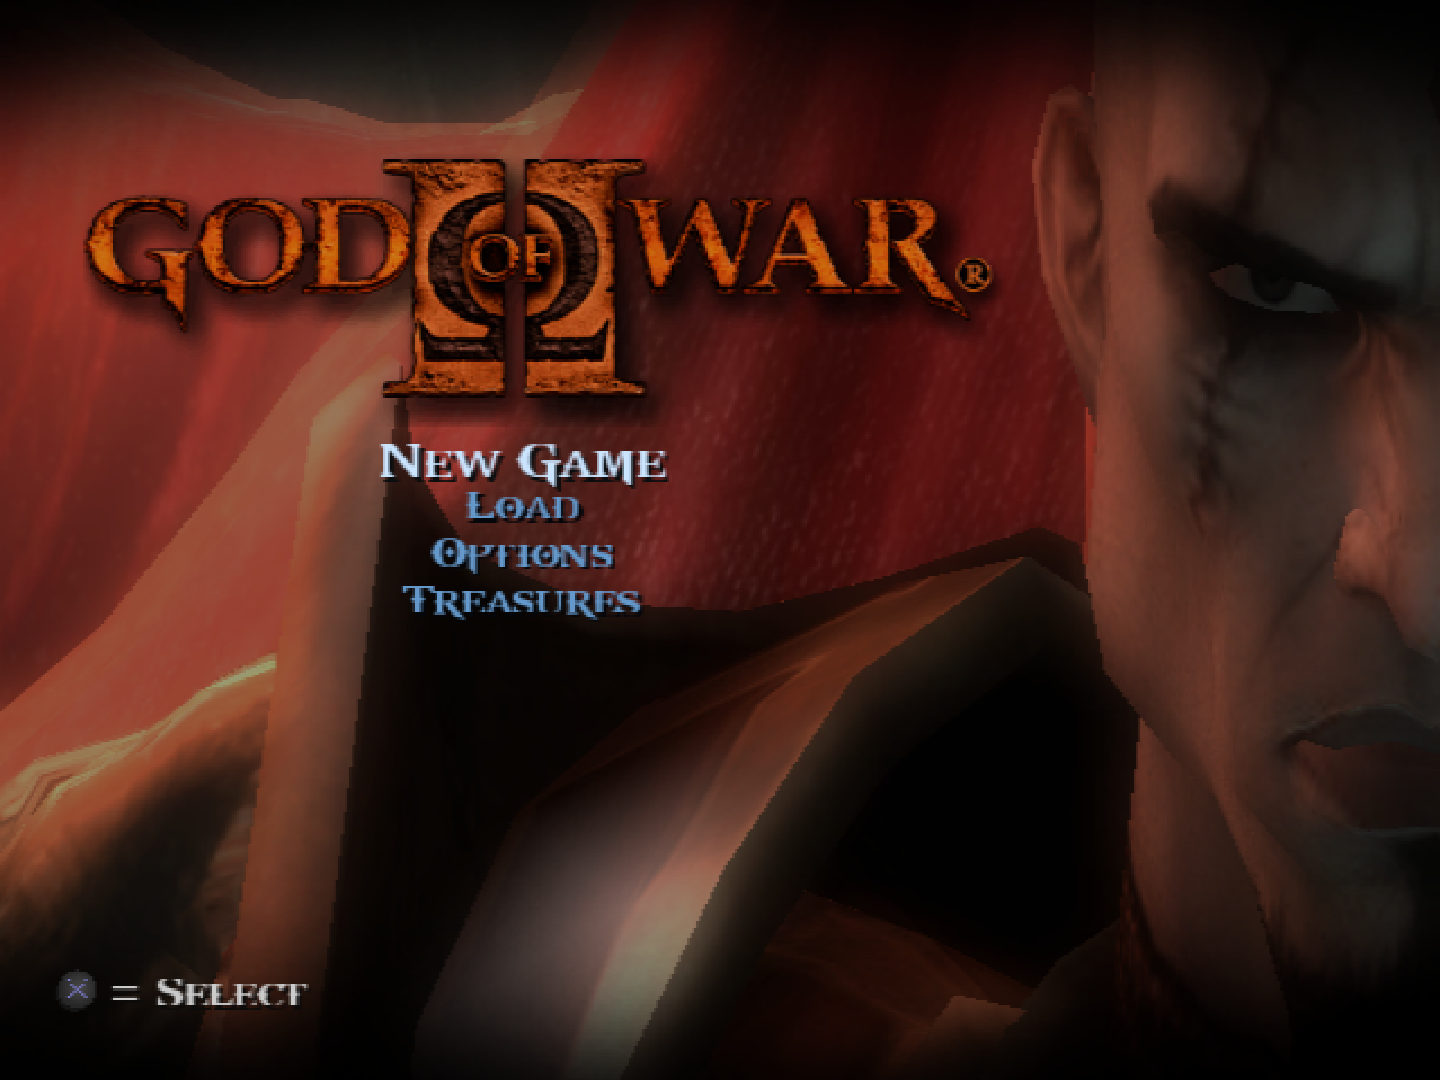 GOD OF WAR®
II
NEW GAME
LOAD
OPTIONS
TREASURES
= SELECT